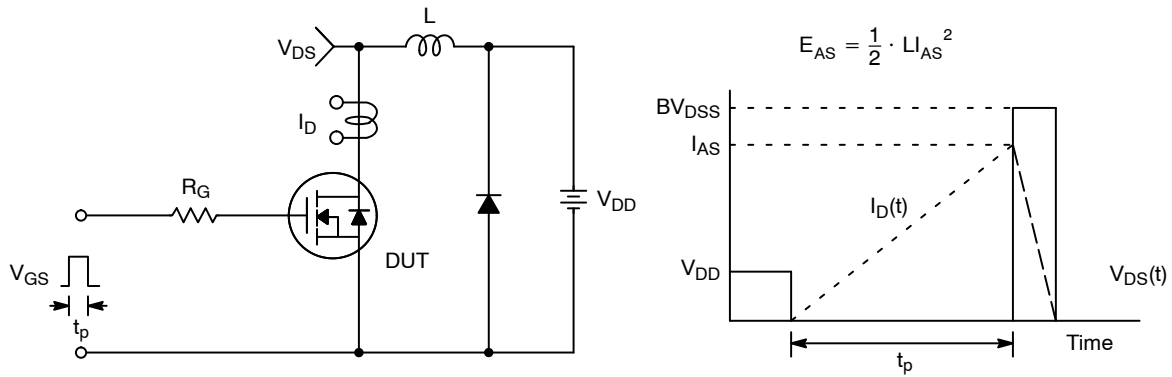 L
V_DS
I_D
R_G
V_DD
DUT
V_GS
t_p
E_AS = 1/2 · LI_AS^2
BV_DSS
I_AS
I_D(t)
V_DD
V_DS(t)
Time
t_p